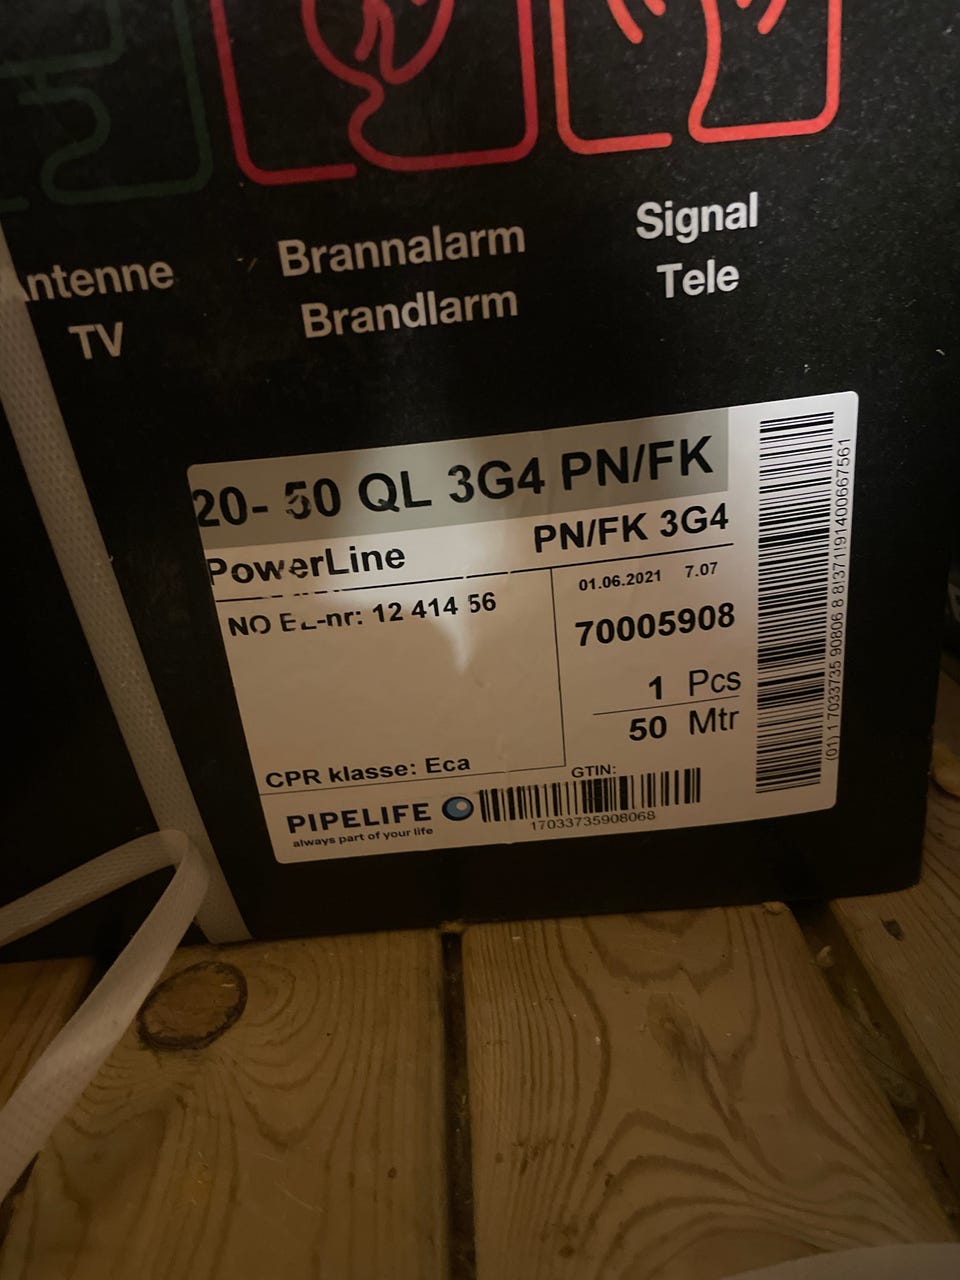 ntenne
TV
Brannalarm
Brandlarm
Signal
Tele
20- 50 QL 3G4 PN/FK
PowerLine
PN/FK 3G4
NO EL-nr: 12 414 56
01.06.2021 7.07
70005908
1 Pcs
50 Mtr
CPR klasse: Eca
GTIN:
PIPELIFE
always part of your life
17033735908068